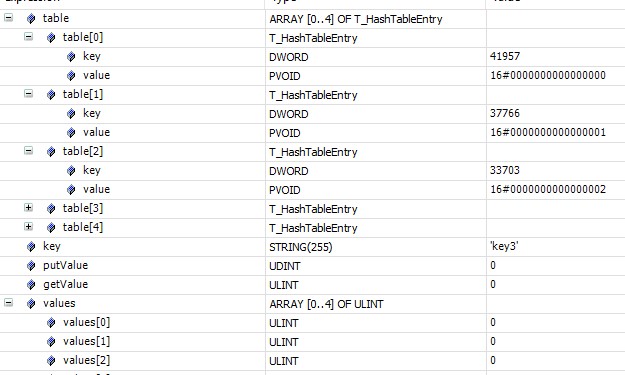 table ARRAY [0..4] OF T_HashTableEntry
table[0] T_HashTableEntry
key DWORD 41957
value PVOID 16#0000000000000000
table[1] T_HashTableEntry
key DWORD 37766
value PVOID 16#0000000000000001
table[2] T_HashTableEntry
key DWORD 33703
value PVOID 16#0000000000000002
table[3] T_HashTableEntry
table[4] T_HashTableEntry
key STRING(255) 'key3'
putValue UDINT 0
getValue ULINT 0
values ARRAY [0..4] OF ULINT
values[0] ULINT 0
values[1] ULINT 0
values[2] ULINT 0